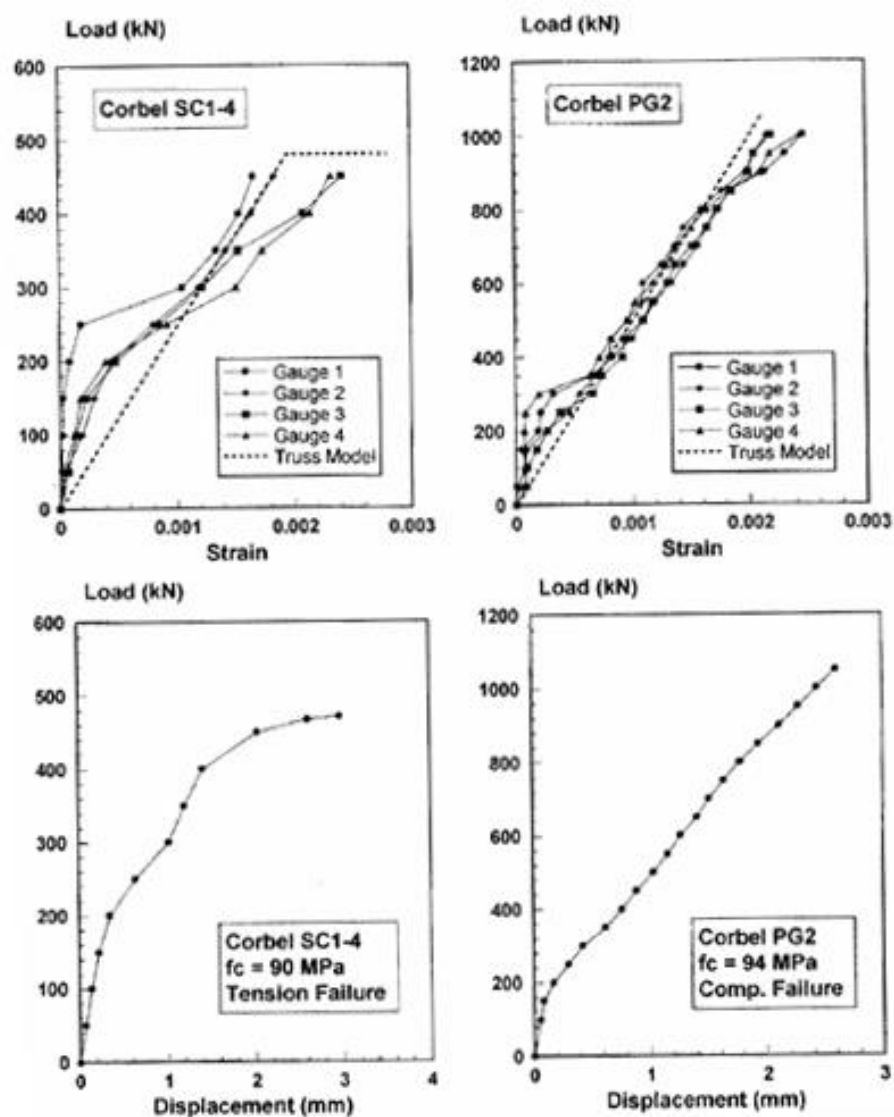 Load (kN)
600
500
400
300
200
100
0
Corbel SC1-4
Gauge 1
Gauge 2
Gauge 3
Gauge 4
Truss Model
0
0.001
0.002
0.003
Strain
Load (kN)
1200
1000
800
600
400
200
0
Corbel PG2
Gauge 1
Gauge 2
Gauge 3
Gauge 4
Truss Model
0
0.001
0.002
0.003
Strain
Load (kN)
600
500
400
300
200
100
0
Corbel SC1-4
fc = 90 MPa
Tension Failure
0
1
2
3
4
Displacement (mm)
Load (kN)
1200
1000
800
600
400
200
0
Corbel PG2
fc = 94 MPa
Comp. Failure
0
1
2
3
Displacement (mm)